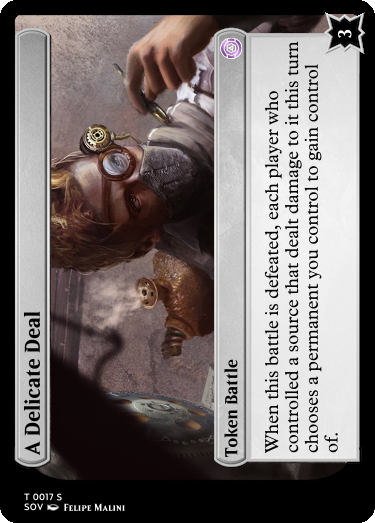 A Delicate Deal
Token Battle
When this battle is defeated, each player who
controlled a source that dealt damage to it this turn
chooses a permanent you control to gain control
of.
3
T 0017 S
SOV Felipe Malini